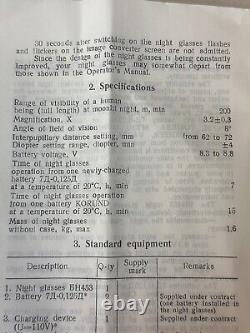 30 seconds after switching on the night glasses flashes
and flickers on the image converter screen are not admitted.
Since the design of the night glasses is being constantly
improved, your night glasses may somewhat depart from
those shown in the Operator's Manual.
2. Specifications
Range of visibility of a human
being (full height) at moonlit night, m, min 200
Magnification, X 3.2±0.3
Angle of field of vision 8°
Interpupillary distance setting, mm from 62 to 72
Diopter setting range, diopter, min ±4
Battery voltage, V 8.3 to 8.8
Time of night glasses
operation from one newly-charged
battery 7Д-0,125Д
at a temperature of 20°C, h, min 7
Time of night glasses operation
from one battery KORUND
at a temperature of 20°C, h, min 15
Mass of night glasses
without case, kg, max 1.6
3. Standard equipment
Description Q-ty Supply mark Remarks
1. Night glasses БН453 1
2. Battery 7Д-0,125Д* 2 Supplied under contract
(one battery installed
in the night glasses)
3. Charging device 1 Supplied under contract
(U=110V)*